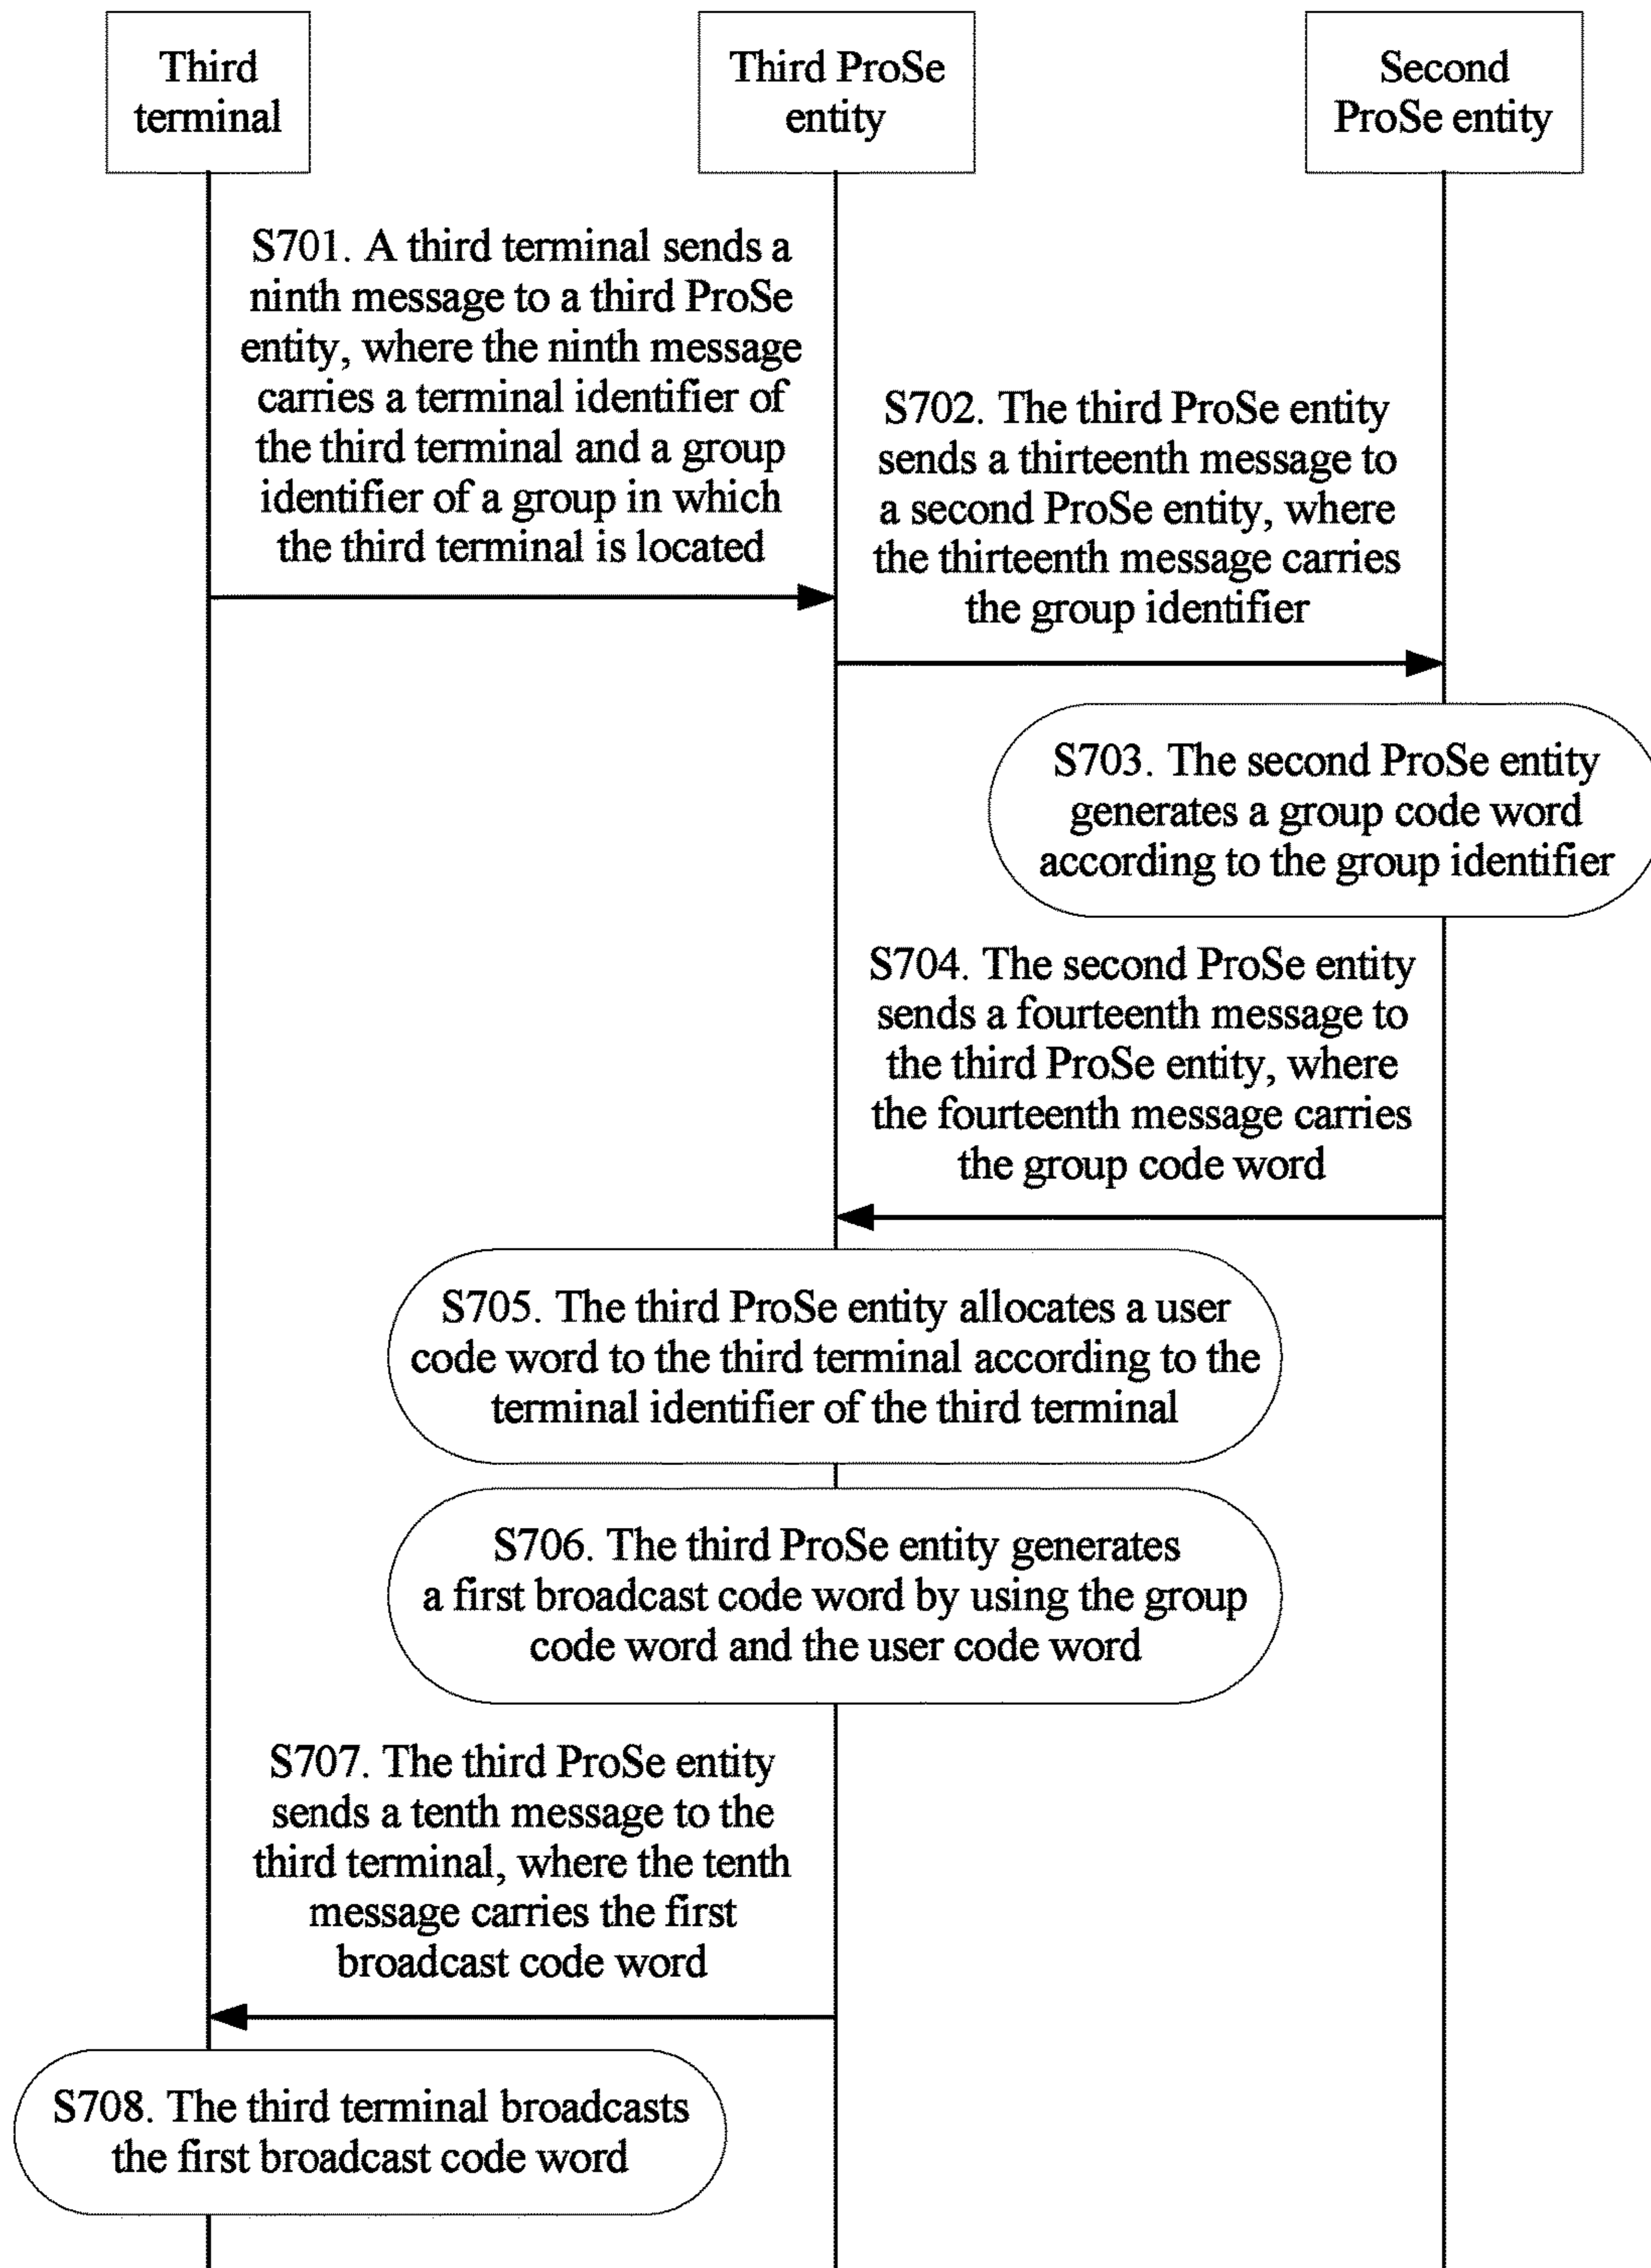 Third
terminal
Third ProSe
entity
Second
ProSe entity
S701. A third terminal sends a
ninth message to a third ProSe
entity, where the ninth message
carries a terminal identifier of
the third terminal and a group
identifier of a group in which
the third terminal is located
S702. The third ProSe entity
sends a thirteenth message to
a second ProSe entity, where
the thirteenth message carries
the group identifier
S703. The second ProSe entity
generates a group code word
according to the group identifier
S704. The second ProSe entity
sends a fourteenth message to
the third ProSe entity, where
the fourteenth message carries
the group code word
S705. The third ProSe entity allocates a user
code word to the third terminal according to the
terminal identifier of the third terminal
S706. The third ProSe entity generates
a first broadcast code word by using the group
code word and the user code word
S707. The third ProSe entity
sends a tenth message to the
third terminal, where the tenth
message carries the first
broadcast code word
S708. The third terminal broadcasts
the first broadcast code word